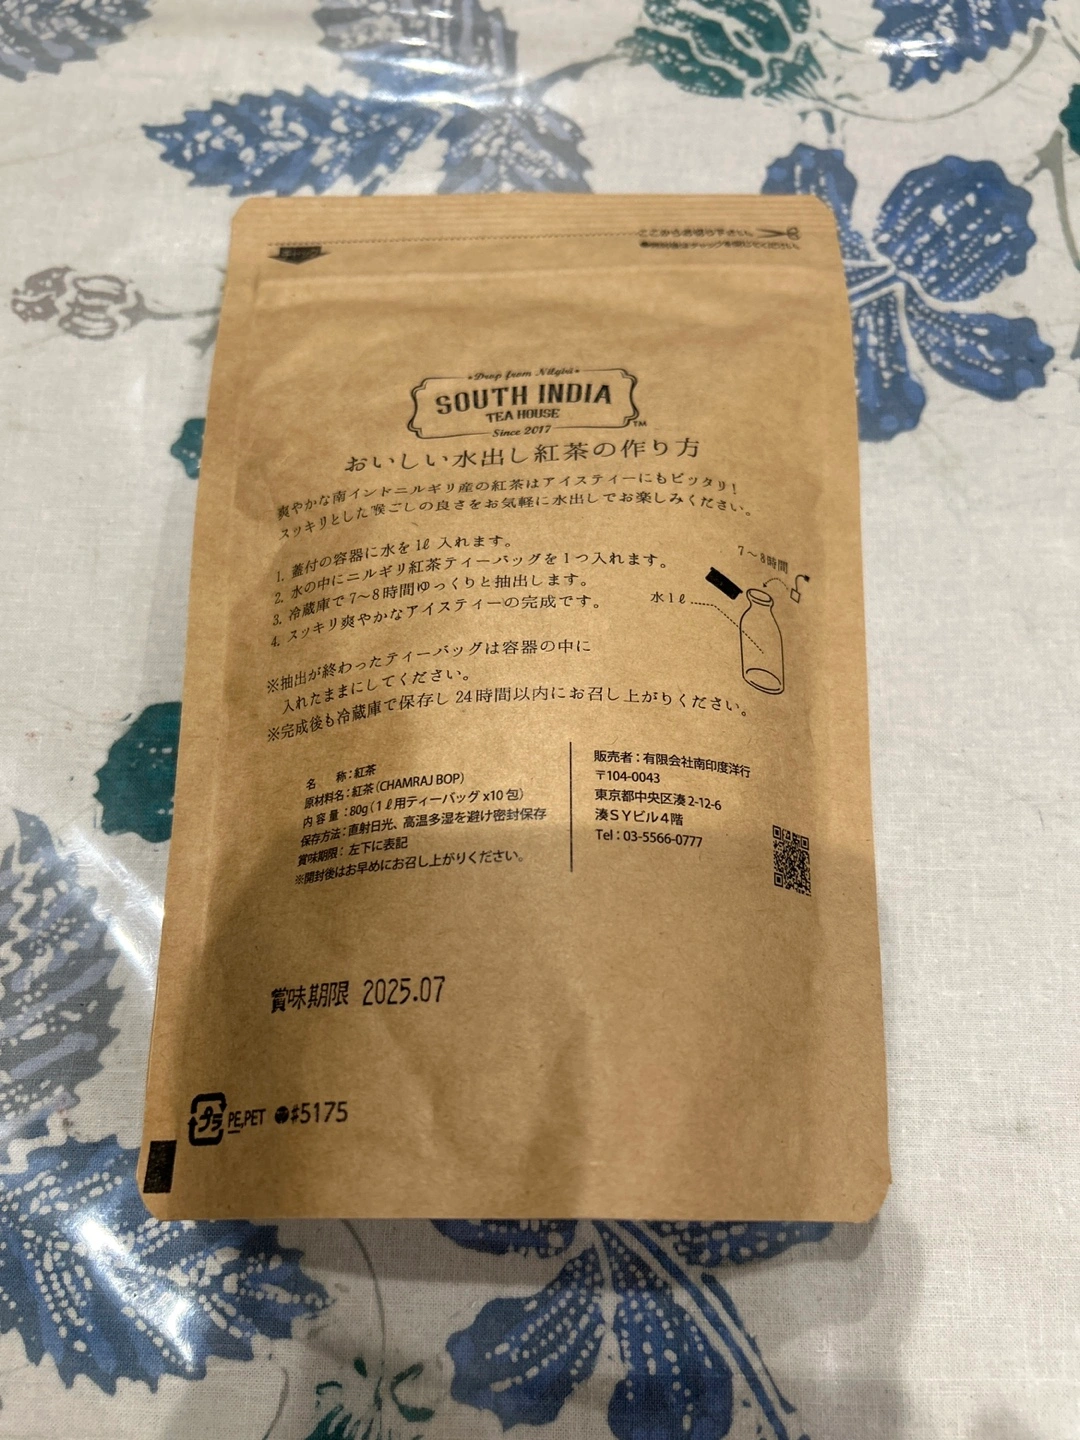 ここからお切り下さい。
Drop from Nilgiri
SOUTH INDIA
TEA HOUSE
Since 2017
TM
おいしい水出し紅茶の作り方
爽やかな南インドニルギリ産の紅茶はアイスティーにもピッタリ！
スッキリとした喉ごしの良さをお気軽に水出しでお楽しみください。
1. 蓋付の容器に水を1ℓ 入れます。
2. 水の中にニルギリ紅茶ティーバッグを1つ入れます。
3. 冷蔵庫で7〜8時間ゆっくりと抽出します。
4. スッキリ爽やかなアイスティーの完成です。
7〜8時間
水1ℓ
※抽出が終わったティーバッグは容器の中に
入れたままにしてください。
※完成後も冷蔵庫で保存し 24時間以内にお召し上がりください。
名　称：紅茶
原材料名：紅茶（CHAMRAJ BOP）
内容量：80g（1ℓ用ティーバッグ x10包）
保存方法：直射日光、高温多湿を避け密封保存
賞味期限：左下に表記
※開封後はお早めにお召し上がりください。
販売者：有限会社南印度洋行
〒104-0043
東京都中央区湊2-12-6
湊SYビル4階
Tel：03-5566-0777
賞味期限 2025.07
プラ PE,PET #5175